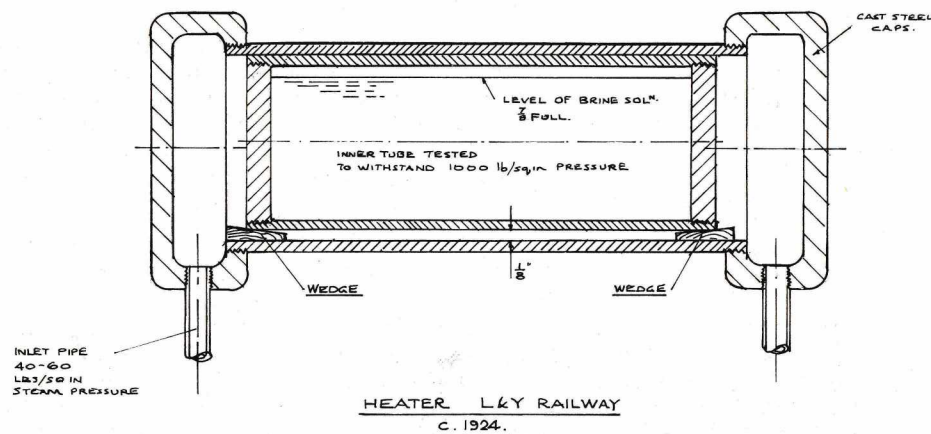 CAST STEEL
CAPS.
LEVEL OF BRINE SOLN.
7/8 FULL.
INNER TUBE TESTED
TO WITHSTAND 1000 lb/sq.in PRESSURE
1/8"
WEDGE
WEDGE
INLET PIPE
40-60
LBS/SQ IN
STEAM PRESSURE
HEATER L&Y RAILWAY
C. 1924.